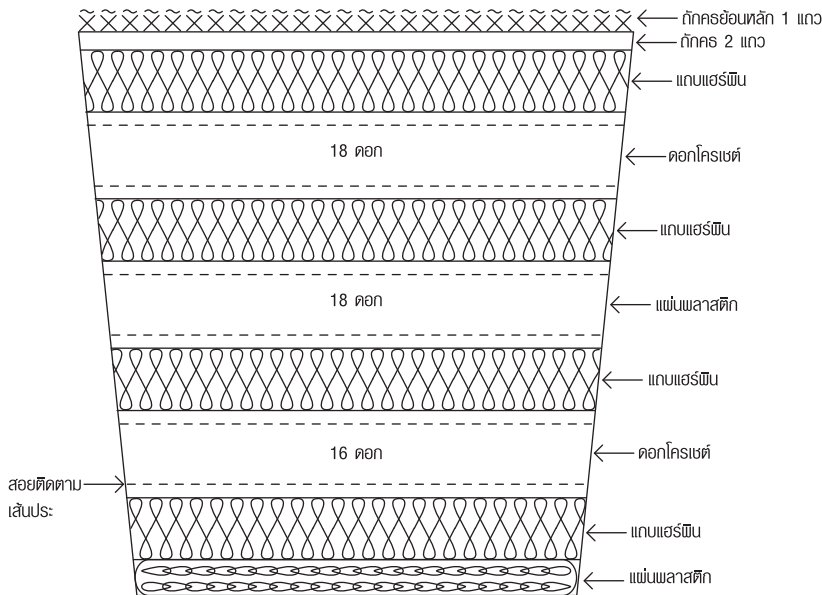 ถักคธย้อนหลัก 1 แถว
ถักคธ 2 แถว
แถบแฮร์พิน
18 ดอก
ดอกโครเชต์
แถบแฮร์พิน
18 ดอก
แผ่นพลาสติก
แถบแฮร์พิน
16 ดอก
ดอกโครเชต์
สอยติดตาม
เส้นประ
แถบแฮร์พิน
แผ่นพลาสติก